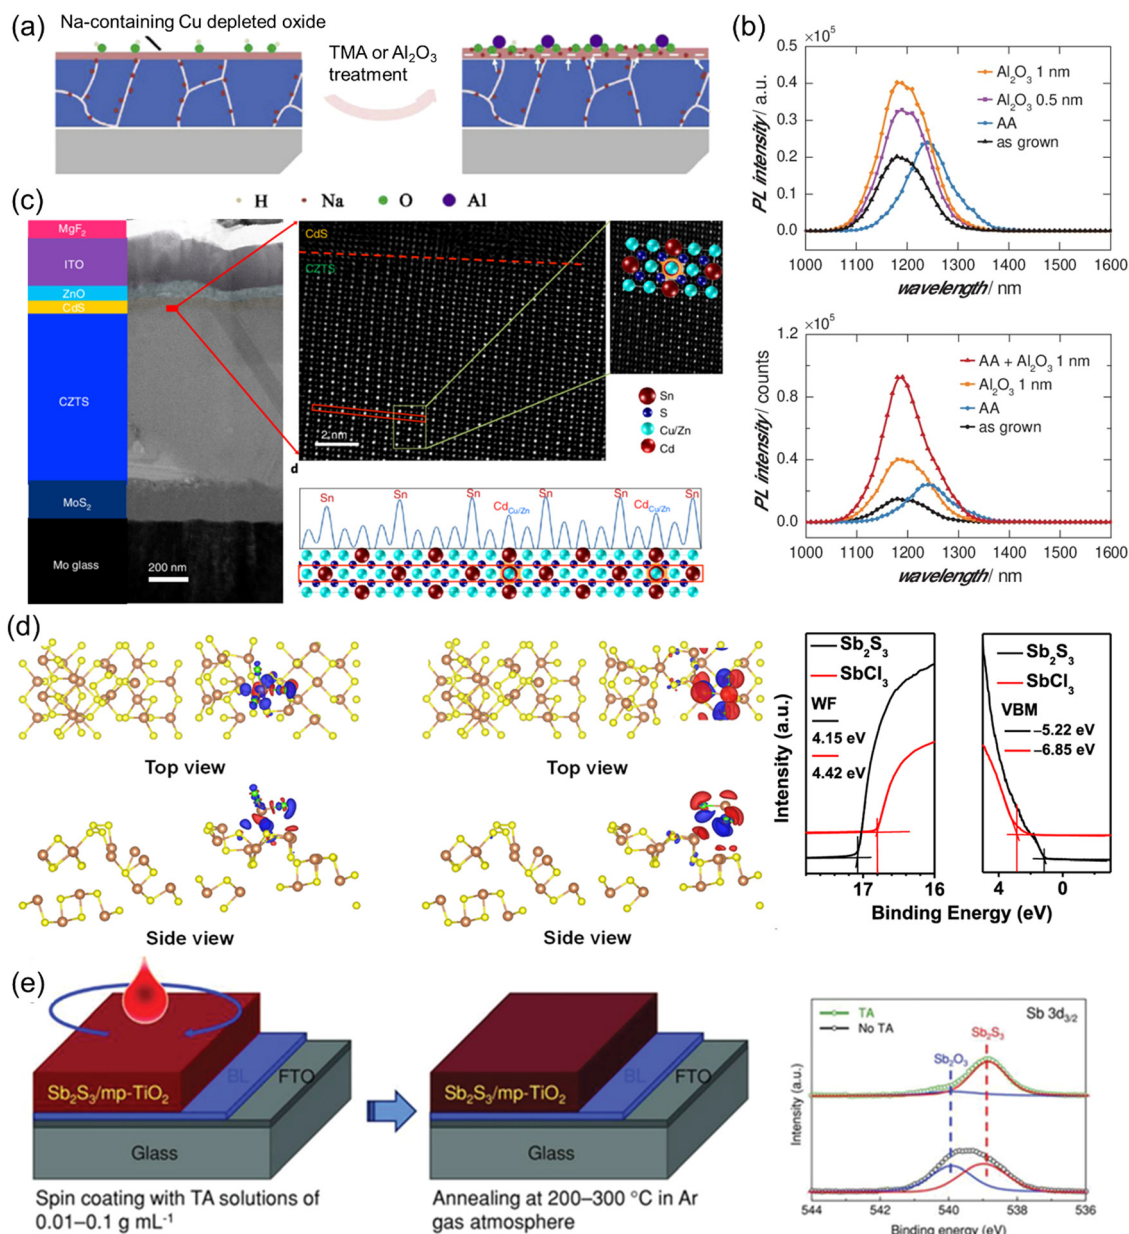 (a)
Na-containing Cu depleted oxide
TMA or Al₂O₃
treatment
H
Na
O
Al
(b)
×10⁵
0.5
0.4
0.3
0.2
0.1
0.0
PL intensity/ a.u.
Al₂O₃ 1 nm
Al₂O₃ 0.5 nm
AA
as grown
1000 1100 1200 1300 1400 1500 1600
wavelength/ nm
×10⁵
1.2
0.8
0.4
0.0
PL intensity/ counts
AA + Al₂O₃ 1 nm
Al₂O₃ 1 nm
AA
as grown
1000 1100 1200 1300 1400 1500 1600
wavelength/ nm
(c)
MgF₂
ITO
ZnO
CdS
CZTS
MoS₂
Mo glass
200 nm
CdS
CZTS
2 nm
Sn
S
Cu/Zn
Cd
d
Sn
Sn
Sn
Cd Cu/Zn
Sn
Sn
Cd Cu/Zn
Sn
(d)
Top view
Top view
Side view
Side view
Intensity (a.u.)
Sb₂S₃
SbCl₃
WF
4.15 eV
4.42 eV
17 16
Sb₂S₃
SbCl₃
VBM
−5.22 eV
−6.85 eV
4 0
Binding Energy (eV)
(e)
Sb₂S₃/mp-TiO₂
BL
FTO
Glass
Spin coating with TA solutions of
0.01–0.1 g mL⁻¹
Sb₂S₃/mp-TiO₂
BL
FTO
Glass
Annealing at 200–300 °C in Ar
gas atmosphere
TA
No TA
Sb 3d₃/₂
Sb₂S₃
Sb₂O₃
Intensity (a.u.)
544 542 540 538 536
Binding energy (eV)